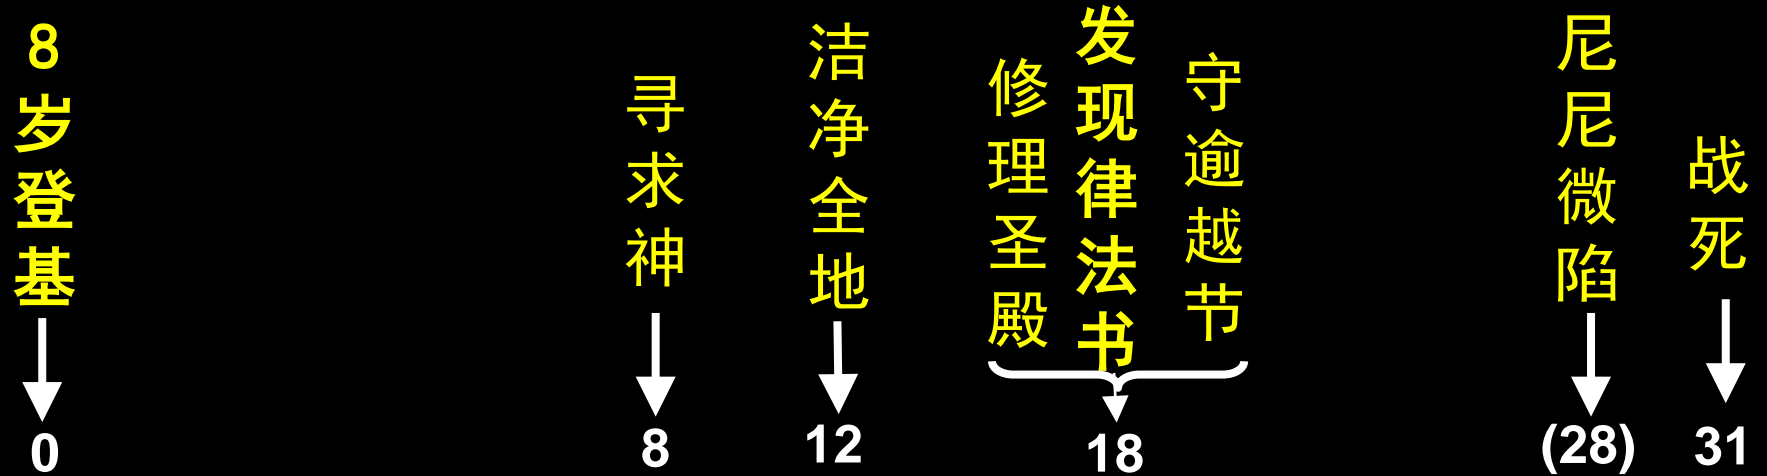 8岁登基
寻求神
洁净全地
修理圣殿
发现律法书
守逾越节
尼尼微陷
战死
0
8
12
18
(28)
31